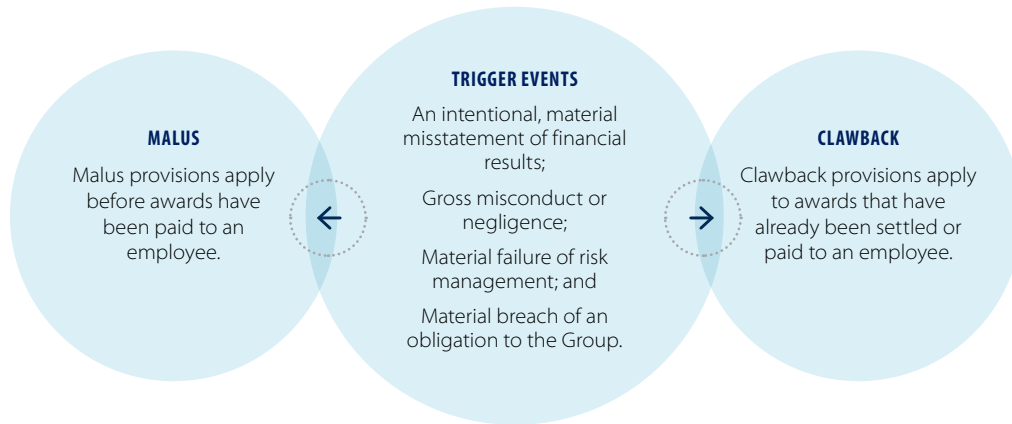 MALUS
Malus provisions apply
before awards have
been paid to an
employee.
TRIGGER EVENTS
An intentional, material
misstatement of financial
results;
Gross misconduct or
negligence;
Material failure of risk
management; and
Material breach of an
obligation to the Group.
CLAWBACK
Clawback provisions apply
to awards that have
already been settled or
paid to an employee.